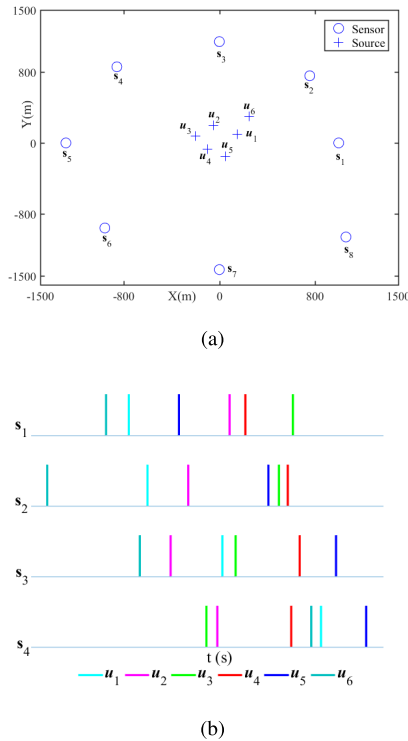 (a)
1500
800
0
-800
-1500
Y(m)
-1500
-800
X(m)
0
800
1500
Sensor
Source
s3
s4
s2
u6
u2
u3
u1
u4
u5
s5
s1
s6
s7
s8
(a)
s1
s2
s3
s4
t (s)
u1 u2 u3 u4 u5 u6
(b)